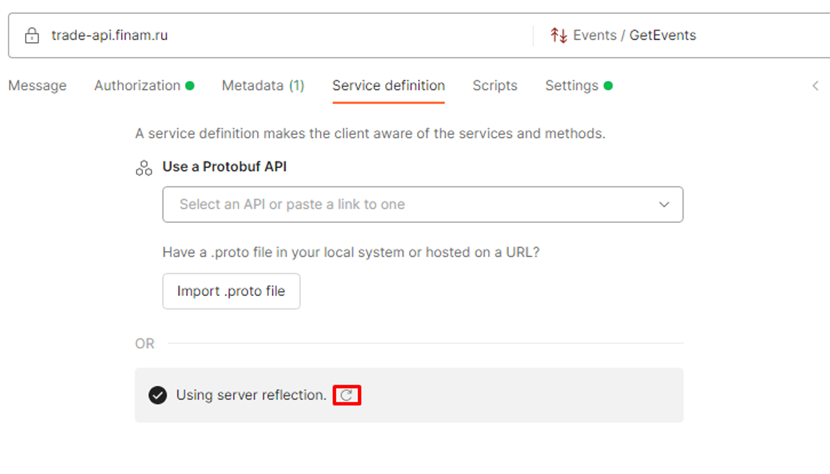 trade-api.finam.ru Events / GetEvents
Message Authorization Metadata (1) Service definition Scripts Settings
A service definition makes the client aware of the services and methods.
Use a Protobuf API
Select an API or paste a link to one
Have a .proto file in your local system or hosted on a URL?
Import .proto file
OR
Using server reflection.